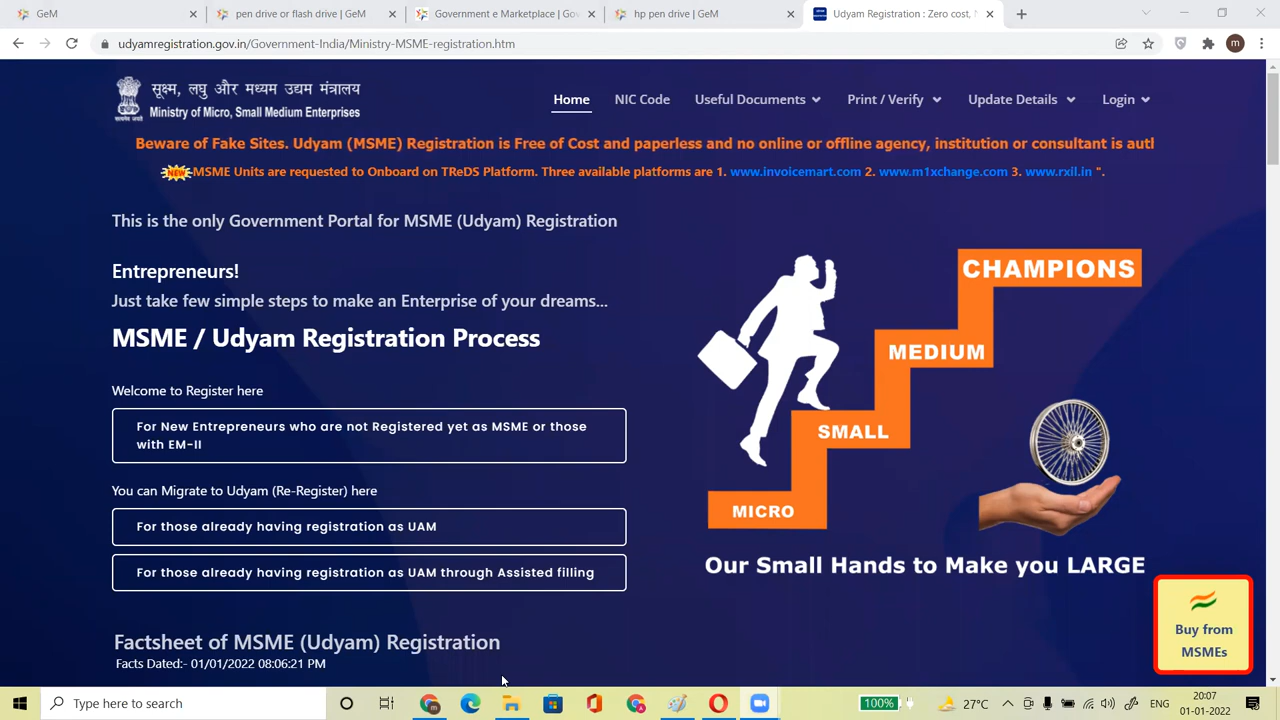 GeM
pen drive or flash drive | GeM
Government e Marketplace | Gov
hp pen drive | GeM
Udyam Registration : Zero cost, N
udyamregistration.gov.in/Government-India/Ministry-MSME-registration.htm
m
सूक्ष्म, लघु और मध्यम उद्यम मंत्रालय
Ministry of Micro, Small Medium Enterprises
Home
NIC Code
Useful Documents
Print / Verify
Update Details
Login
Beware of Fake Sites. Udyam (MSME) Registration is Free of Cost and paperless and no online or offline agency, institution or consultant is autl
NEW MSME Units are requested to Onboard on TReDS Platform. Three available platforms are 1. www.invoicemart.com 2. www.m1xchange.com 3. www.rxil.in ".
This is the only Government Portal for MSME (Udyam) Registration
Entrepreneurs!
Just take few simple steps to make an Enterprise of your dreams...
MSME / Udyam Registration Process
Welcome to Register here
For New Entrepreneurs who are not Registered yet as MSME or those
with EM-II
You can Migrate to Udyam (Re-Register) here
For those already having registration as UAM
For those already having registration as UAM through Assisted filling
Factsheet of MSME (Udyam) Registration
Facts Dated:- 01/01/2022 08:06:21 PM
CHAMPIONS
MEDIUM
SMALL
MICRO
Our Small Hands to Make you LARGE
Buy from
MSMEs
Type here to search
100%
27°C
ENG
20:07
01-01-2022